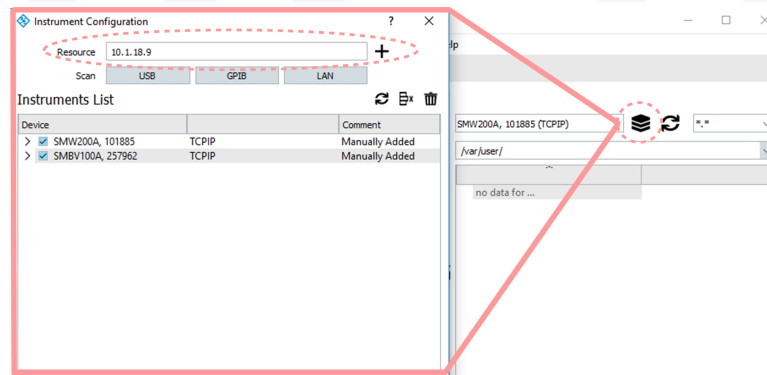 Instrument Configuration
?
Resource 10.1.18.9
Scan USB GPIB LAN
Instruments List
Device Comment
SMW200A, 101885 TCPIP Manually Added
SMBV100A, 257962 TCPIP Manually Added
lp
SMW200A, 101885 (TCPIP) *.*
/var/user/
no data for ...